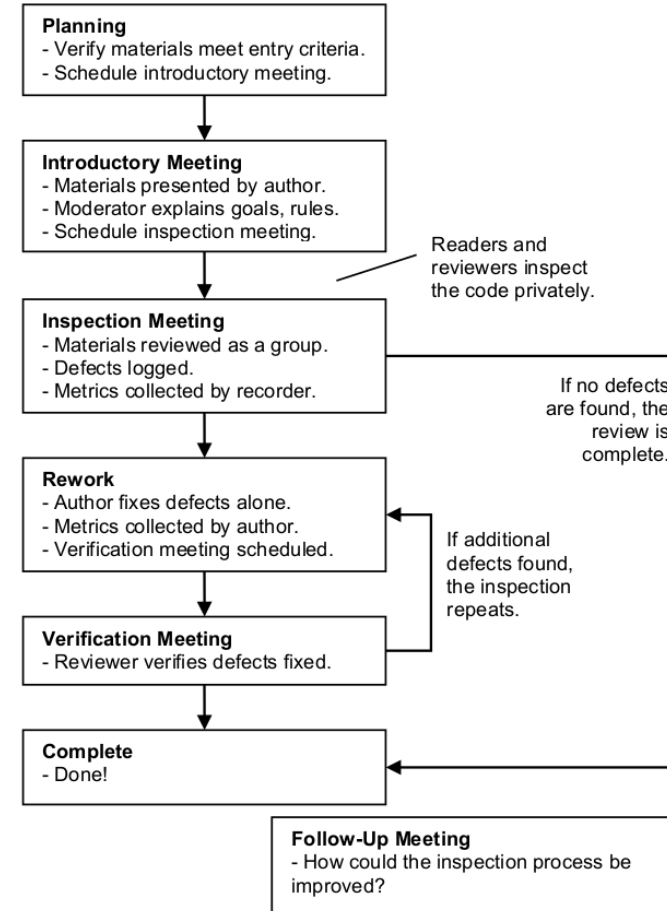 Planning
- Verify materials meet entry criteria.
- Schedule introductory meeting.
Introductory Meeting
- Materials presented by author.
- Moderator explains goals, rules.
- Schedule inspection meeting.
Readers and
reviewers inspect
the code privately.
Inspection Meeting
- Materials reviewed as a group.
- Defects logged.
- Metrics collected by recorder.
If no defects
are found, the
review is
complete.
Rework
- Author fixes defects alone.
- Metrics collected by author.
- Verification meeting scheduled.
If additional
defects found,
the inspection
repeats.
Verification Meeting
- Reviewer verifies defects fixed.
Complete
- Done!
Follow-Up Meeting
- How could the inspection process be
improved?